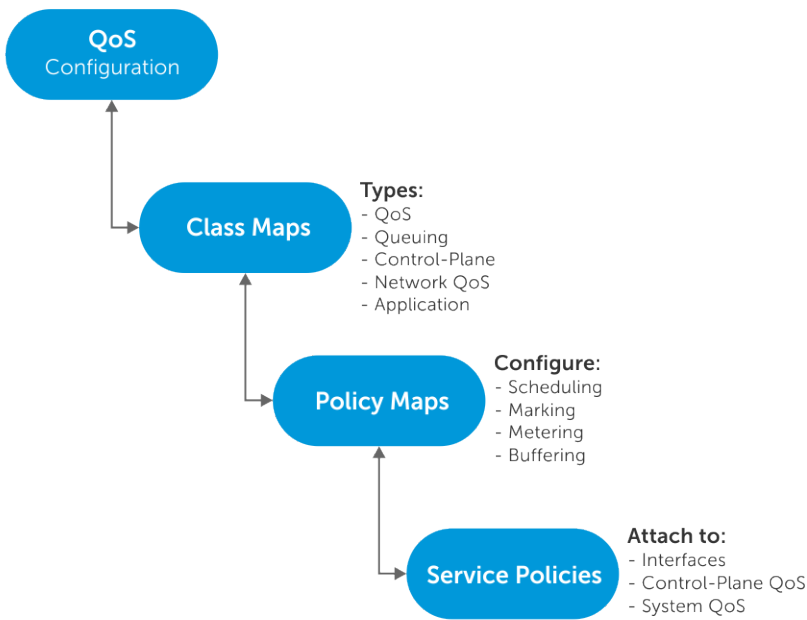 QoS
Configuration
Class Maps
Types:
- QoS
- Queuing
- Control-Plane
- Network QoS
- Application
Policy Maps
Configure:
- Scheduling
- Marking
- Metering
- Buffering
Service Policies
Attach to:
- Interfaces
- Control-Plane QoS
- System QoS